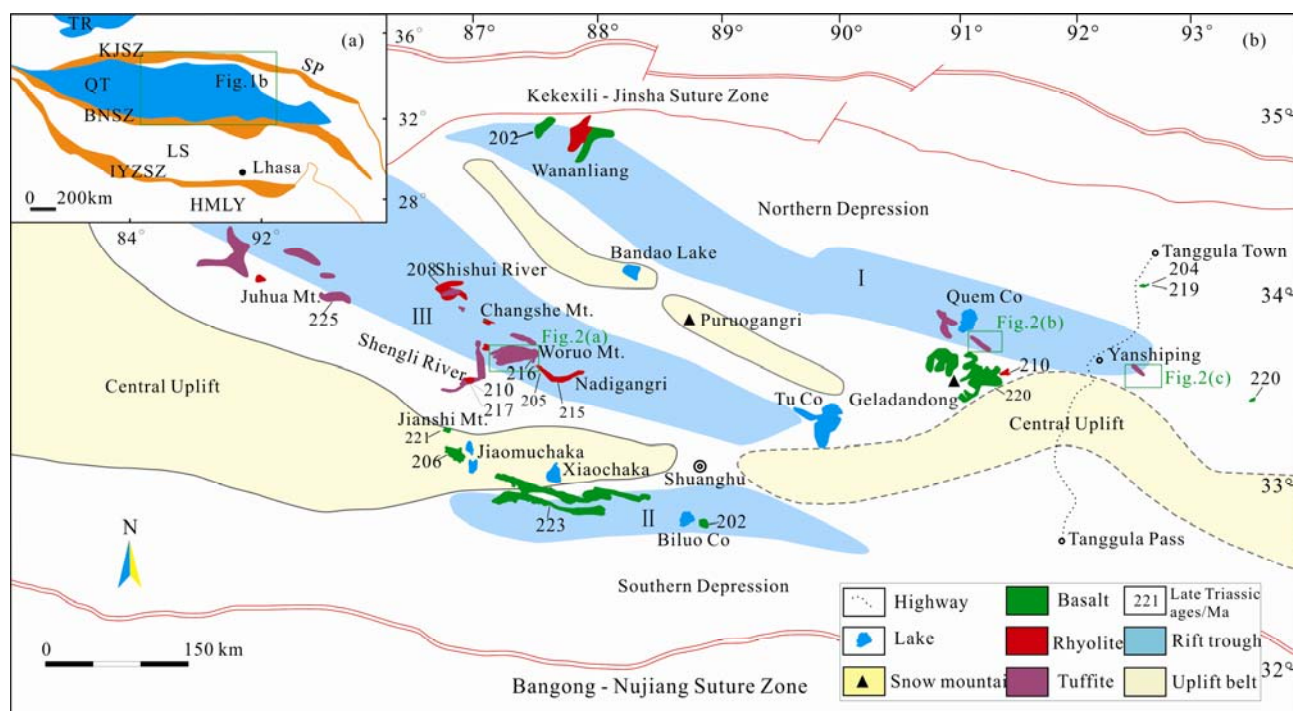 87° 88° 90° 91° 92° 93°
(a)
TR
KJSZ
SP
QT
Fig.1b
BNSZ
LS
IYZSZ
Lhasa
HMLY
0 200km
84° 92°
36°
32°
28°
(b)
Kekexili - Jinsha Suture Zone
35°
202
Wananliang
Northern Depression
Bandao Lake
I
Tanggula Town
204
219
34°
208 Shishui River
Juhua Mt.
225
III
Changshe Mt.
Fig.2(a)
Woruo Mt.
216
Shengli River
210
217
205
Nadigangri
215
Puruogangri
Quem Co
Fig.2(b)
Yanshiping
Fig.2(c)
210
220
220
Geladandong
Tu Co
Central Uplift
Central Uplift
Jianshi Mt.
221
206
Jiaomuchaka
Xiaochaka
Shuanghu
33°
223
II
202
Biluo Co
Tanggula Pass
N
Southern Depression
0 150 km
Bangong - Nujiang Suture Zone
32°
Highway
Basalt
221 Late Triassic
ages/Ma
Lake
Rhyolite
Rift trough
Snow mountai
Tuffite
Uplift belt